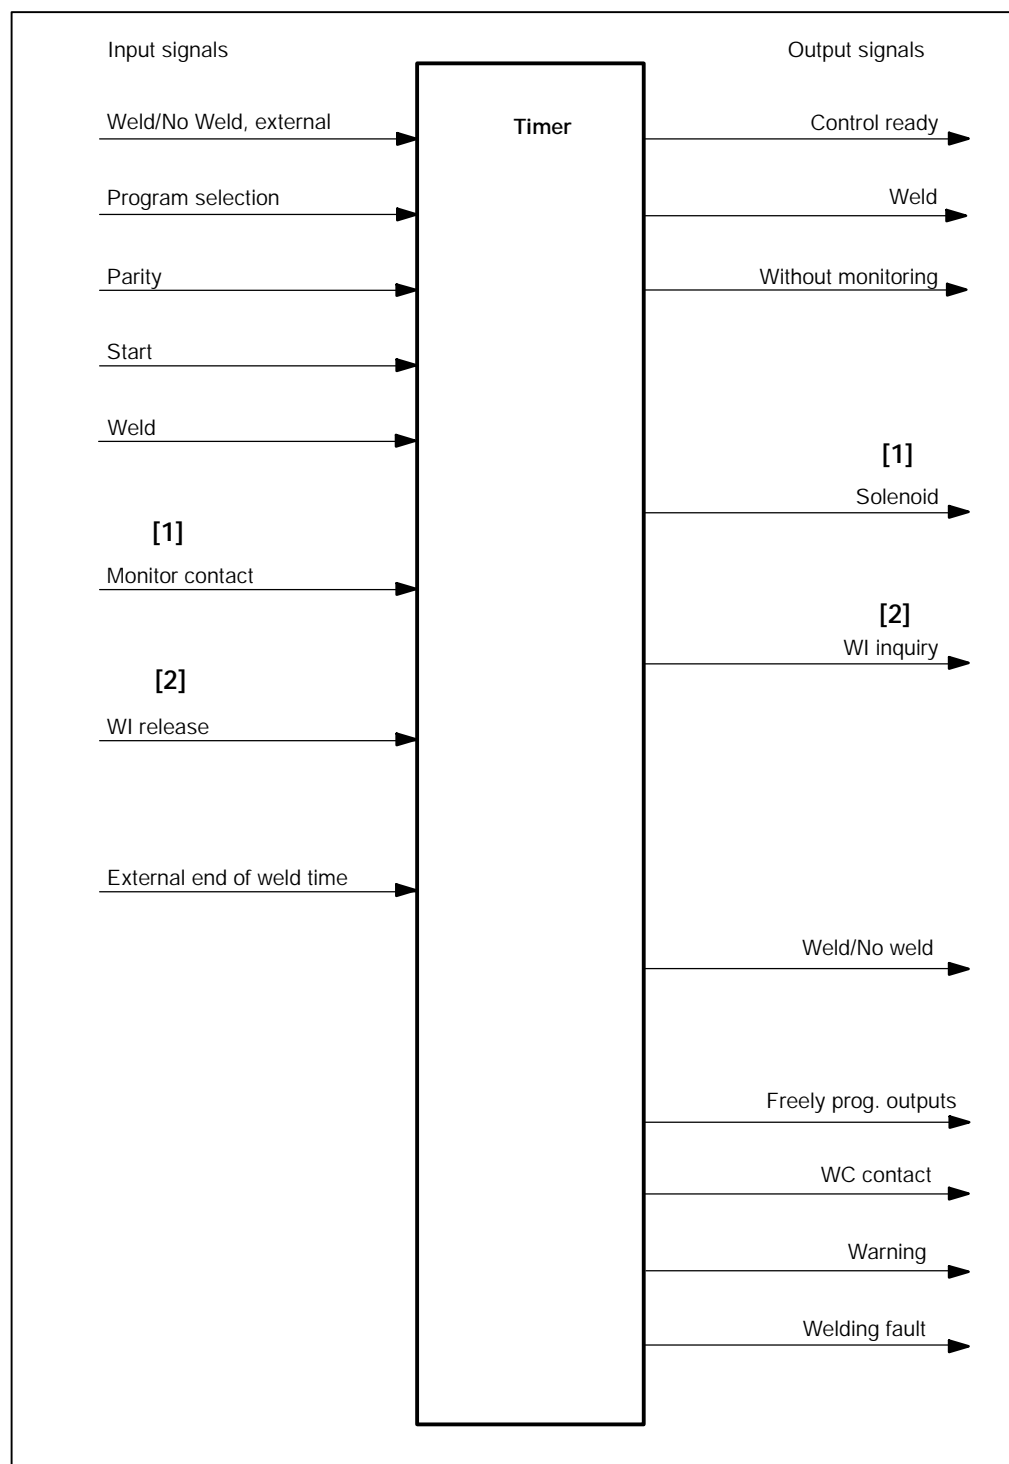 Input signals
Output signals
Timer
Weld/No Weld, external
Program selection
Parity
Start
Weld
[1]
Monitor contact
[2]
WI release
External end of weld time
Control ready
Weld
Without monitoring
[1]
Solenoid
[2]
WI inquiry
Weld/No weld
Freely prog. outputs
WC contact
Warning
Welding fault